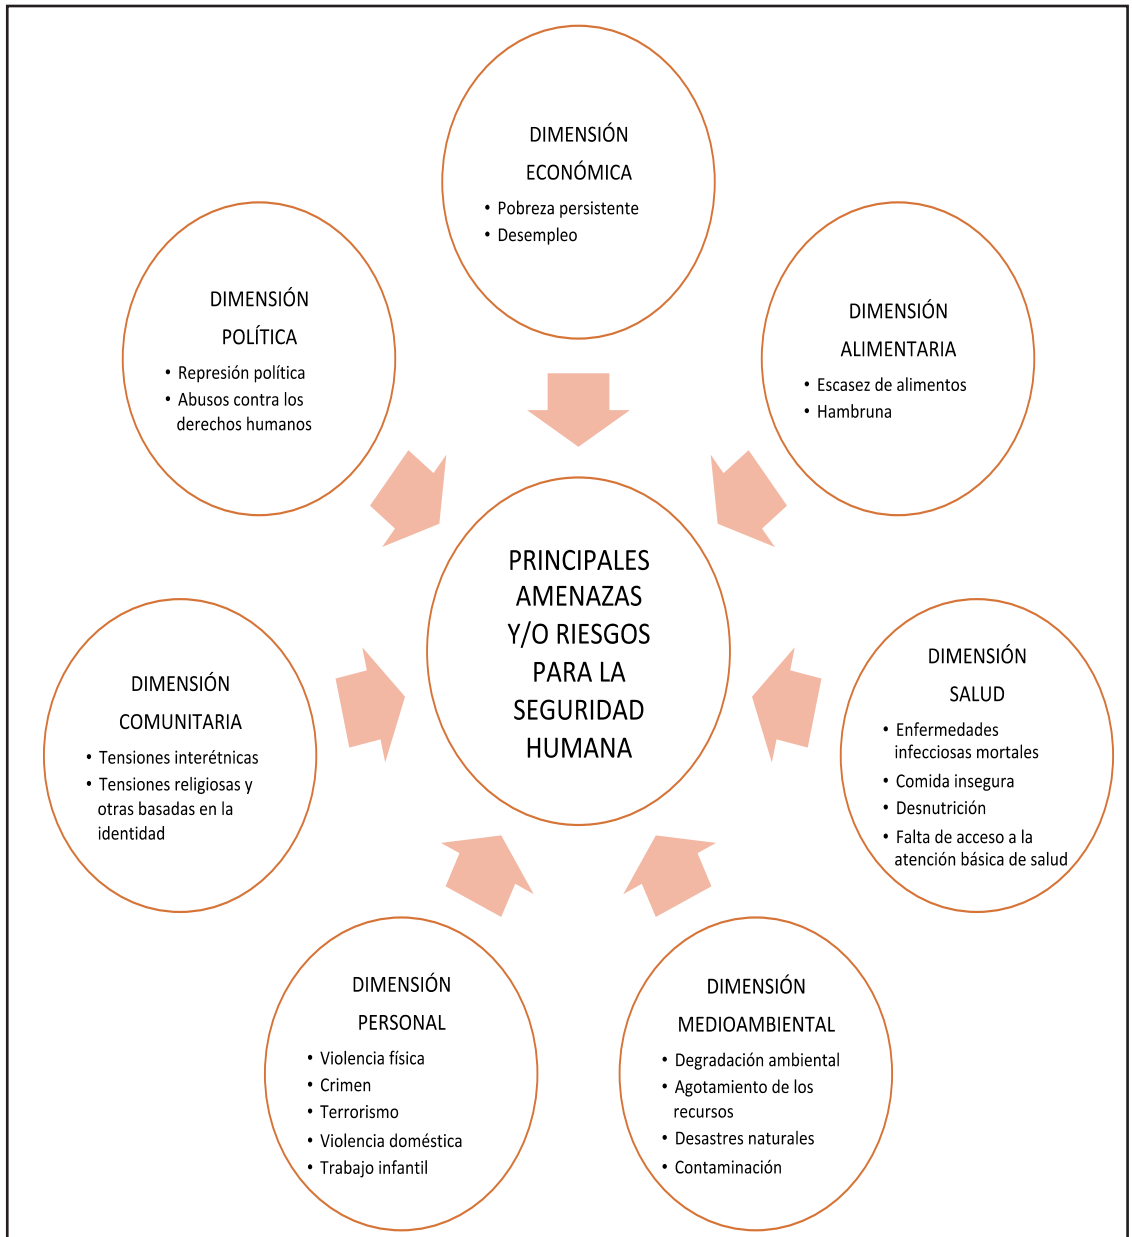 DIMENSIÓN
ECONÓMICA
• Pobreza persistente
• Desempleo
DIMENSIÓN
POLÍTICA
• Represión política
• Abusos contra los
derechos humanos
DIMENSIÓN
ALIMENTARIA
• Escasez de alimentos
• Hambruna
PRINCIPALES
AMENAZAS
Y/O RIESGOS
PARA LA
SEGURIDAD
HUMANA
DIMENSIÓN
COMUNITARIA
• Tensiones interétnicas
• Tensiones religiosas y
otras basadas en la
identidad
DIMENSIÓN
SALUD
• Enfermedades
infecciosas mortales
• Comida insegura
• Desnutrición
• Falta de acceso a la
atención básica de salud
DIMENSIÓN
PERSONAL
• Violencia física
• Crimen
• Terrorismo
• Violencia doméstica
• Trabajo infantil
DIMENSIÓN
MEDIOAMBIENTAL
• Degradación ambiental
• Agotamiento de los
recursos
• Desastres naturales
• Contaminación